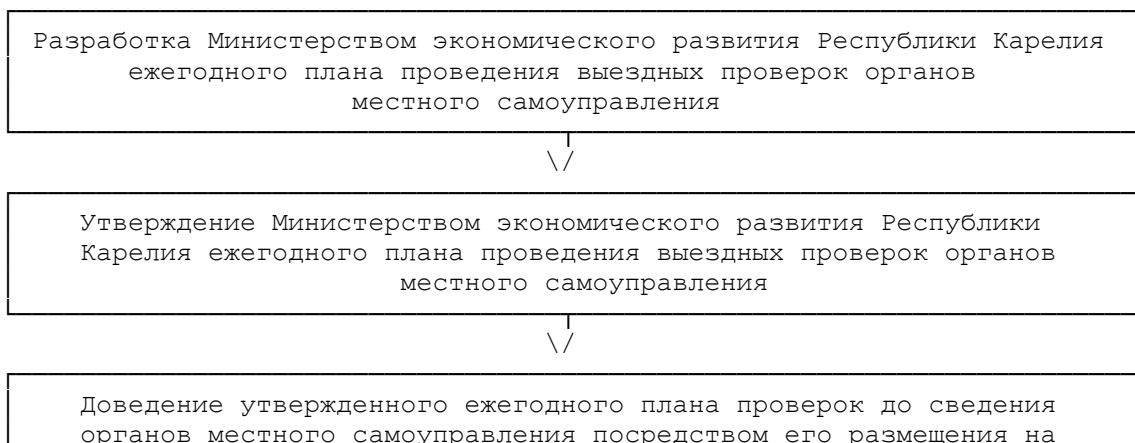 Разработка Министерством экономического развития Республики Карелия
ежегодного плана проведения выездных проверок органов
местного самоуправления
\/
Утверждение Министерством экономического развития Республики
Карелия ежегодного плана проведения выездных проверок органов
местного самоуправления
\/
Доведение утвержденного ежегодного плана проверок до сведения
органов местного самоуправления посредством его размещения на